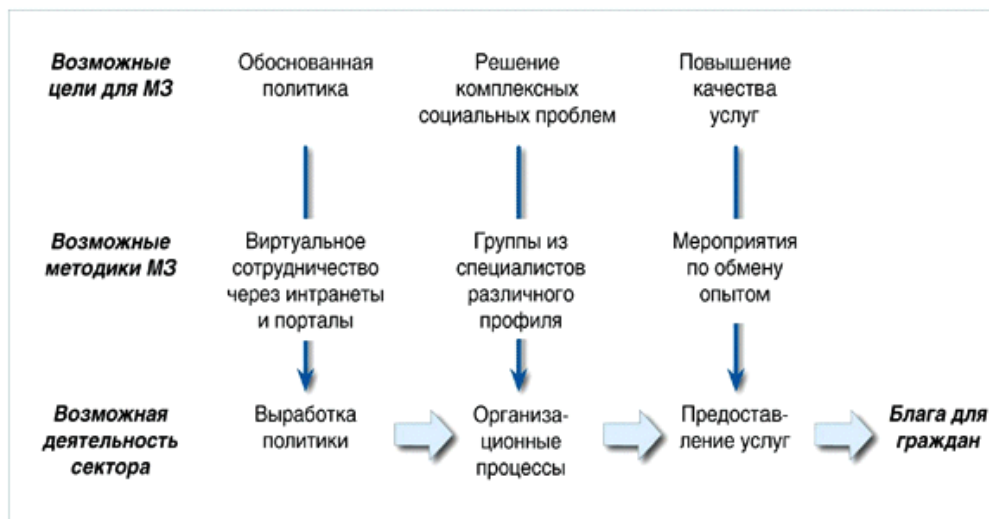 Возможные
цели для МЗ
Обоснованная
политика
Решение
комплексных
социальных проблем
Повышение
качества
услуг
Возможные
методики МЗ
Виртуальное
сотрудничество
через интранеты
и порталы
Группы из
специалистов
различного
профиля
Мероприятия
по обмену
опытом
Возможная
деятельность
сектора
Выработка
политики
Организа-
ционные
процессы
Предостав-
ление услуг
Блага для
граждан